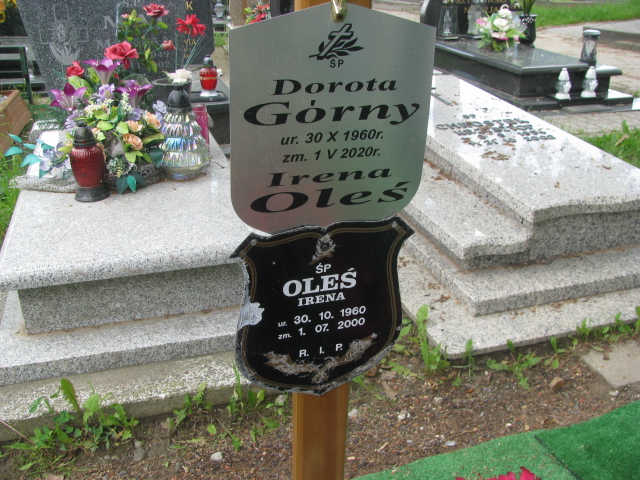 ŚP
Dorota
Górny
ur. 30 X 1960r.
zm. 1 V 2020r.
Irena
Oleś
ŚP
OLEŚ
IRENA
ur. 30. 10. 1960
zm. 1. 07. 2000
R. I. P.